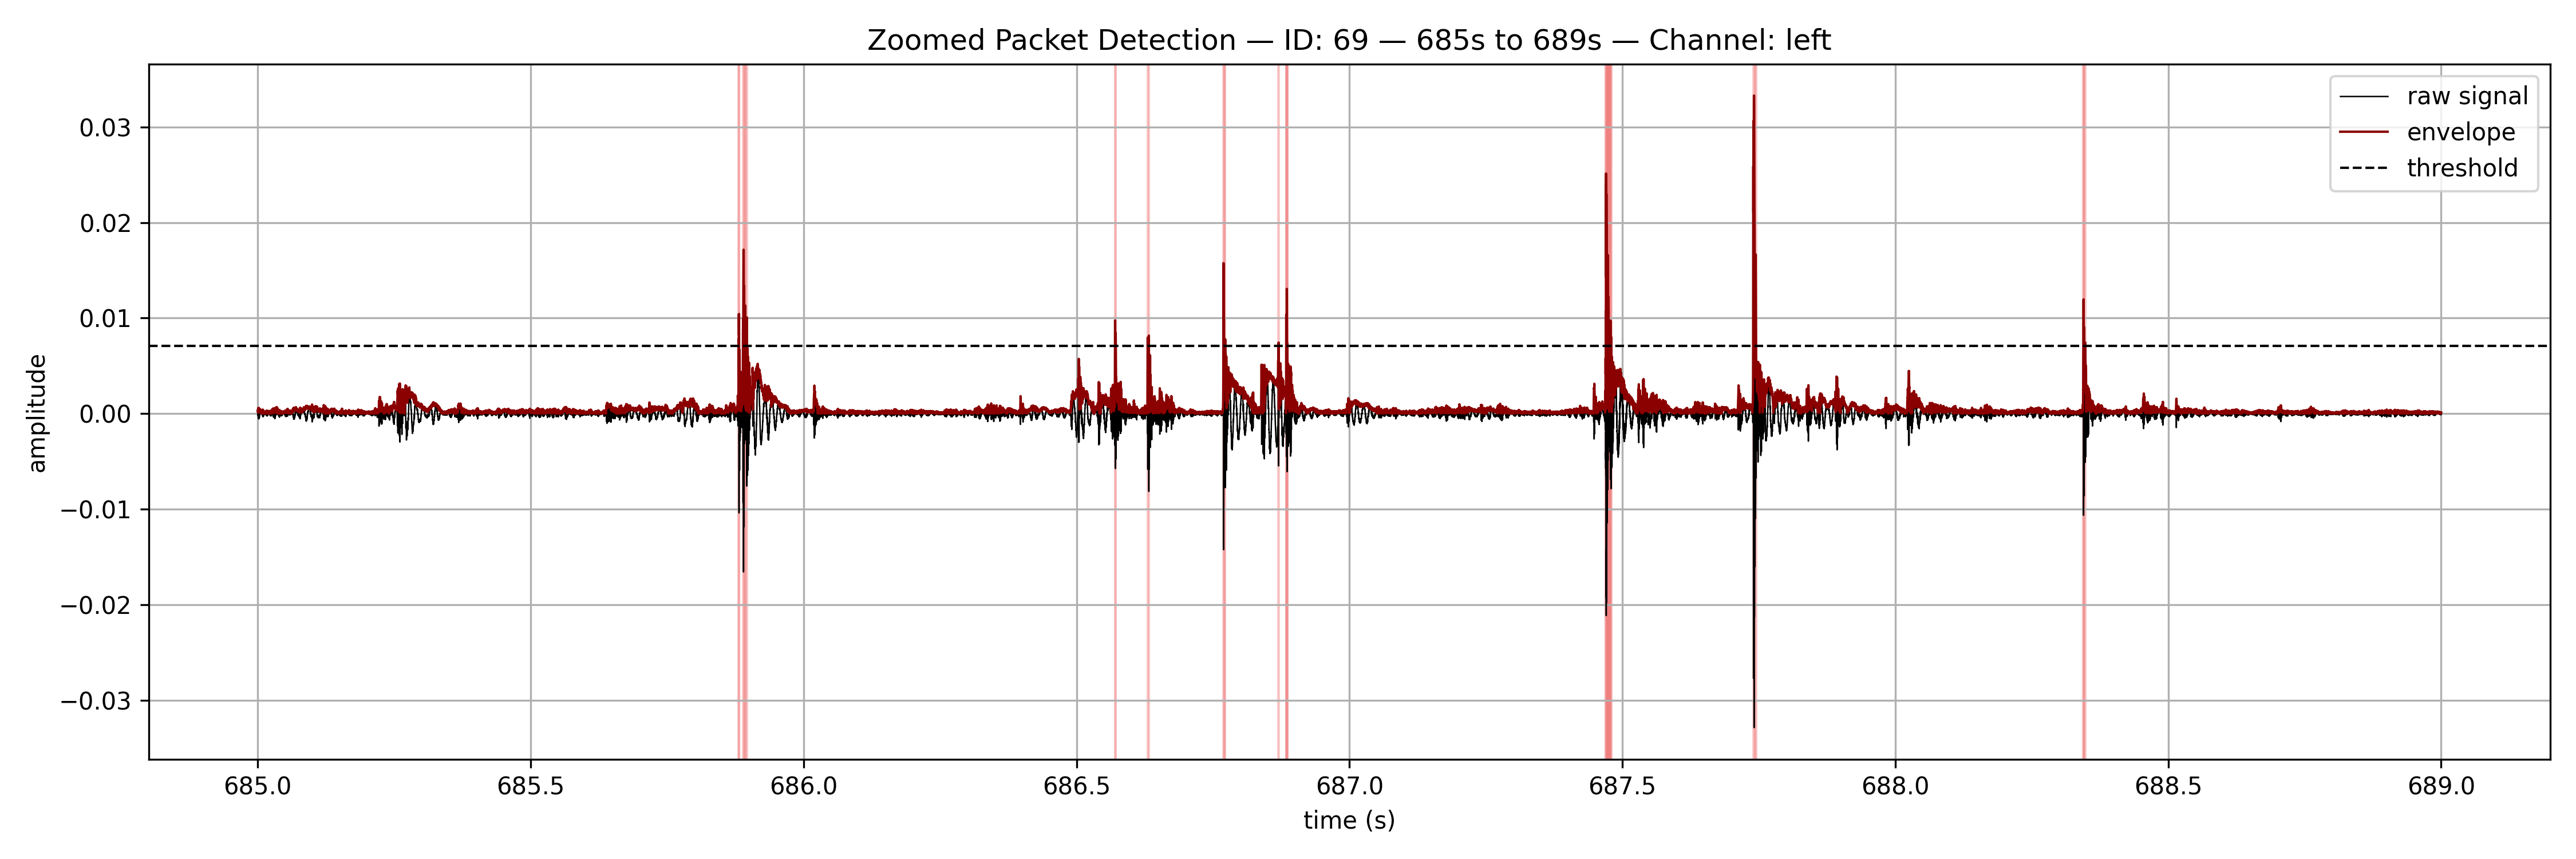 Zoomed Packet Detection — ID: 69 — 685s to 689s — Channel: left
raw signal
envelope
threshold
0.03
0.02
0.01
0.00
−0.01
−0.02
−0.03
amplitude
685.0
685.5
686.0
686.5
687.0
687.5
688.0
688.5
689.0
time (s)